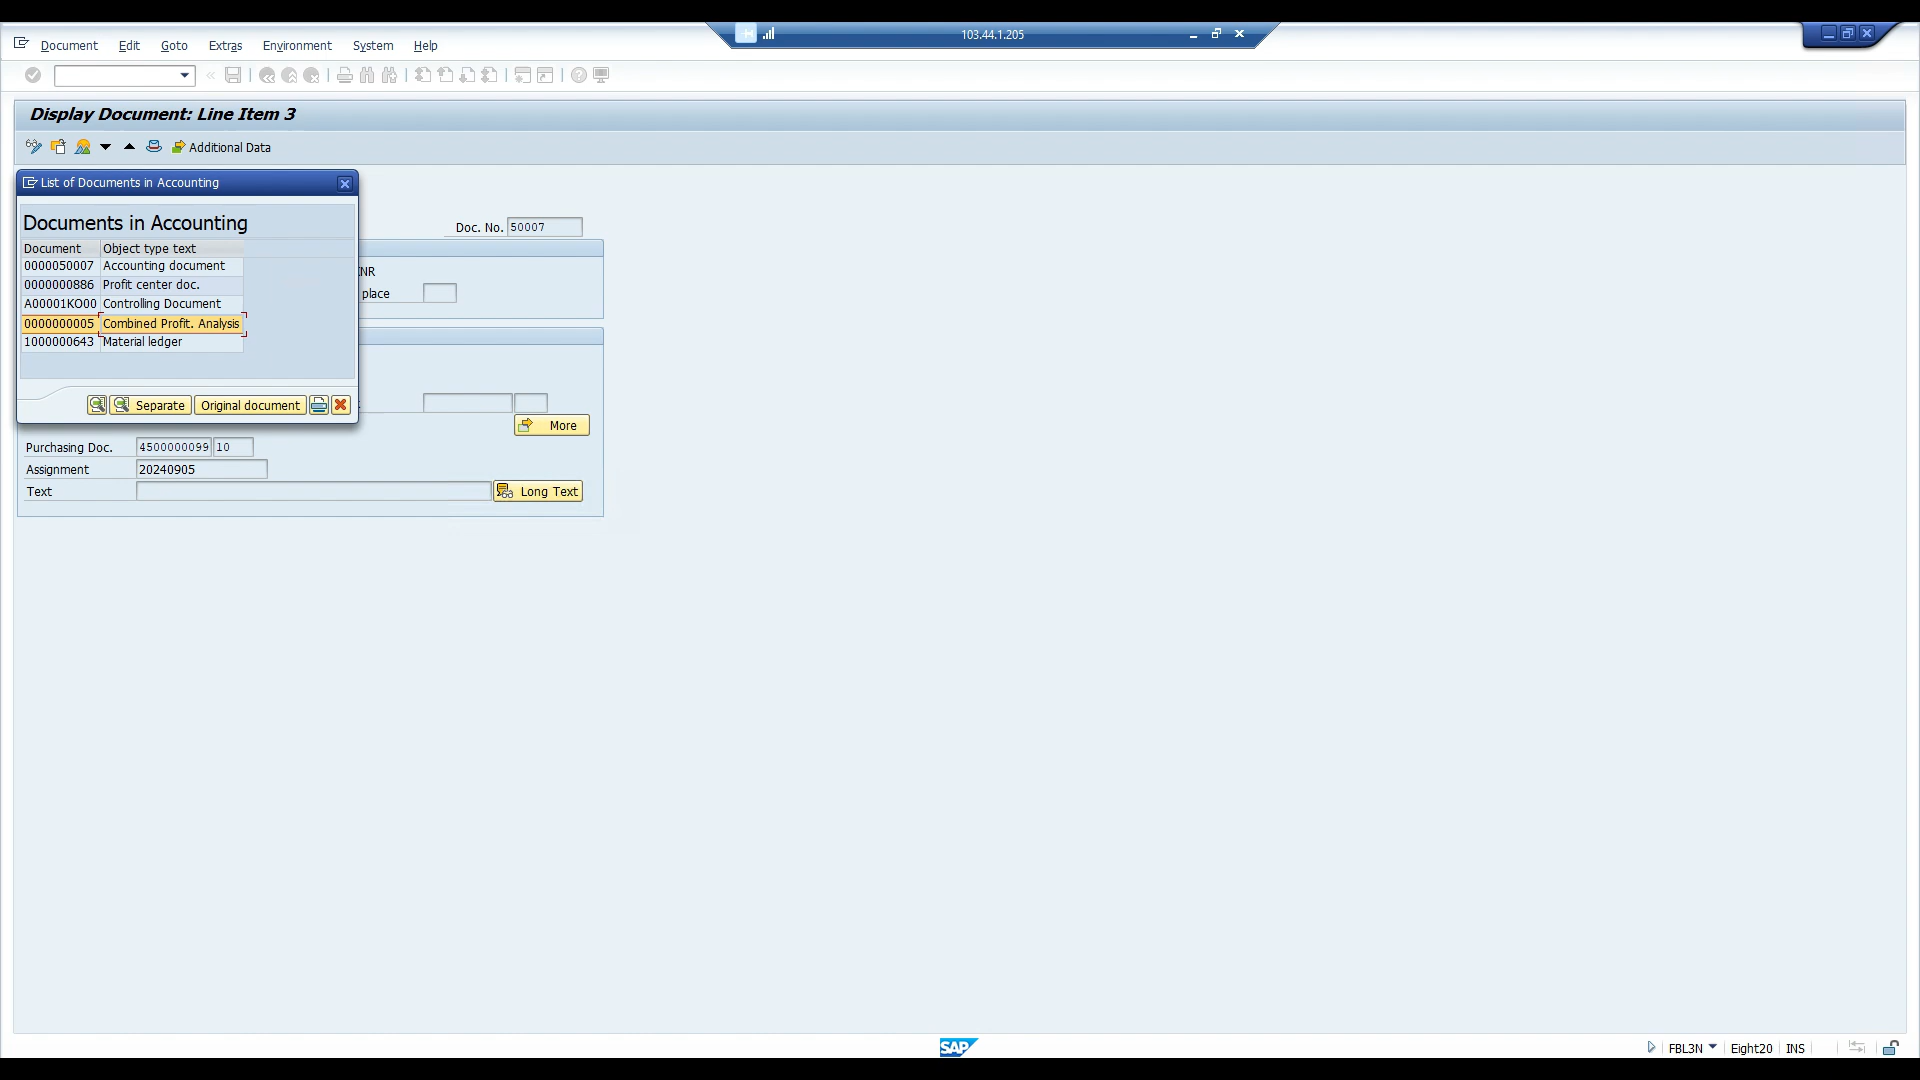 103.44.1.205
Document Edit Goto Extras Environment System Help
Display Document: Line Item 3
Additional Data
List of Documents in Accounting
Documents in Accounting
Document Object type text
0000050007 Accounting document
0000000886 Profit center doc.
A00001KO00 Controlling Document
0000000005 Combined Profit. Analysis
1000000643 Material ledger
Separate Original document
Doc. No. 50007
INR
place
More
Purchasing Doc. 4500000099 10
Assignment 20240905
Text Long Text
SAP
FBL3N Eight20 INS